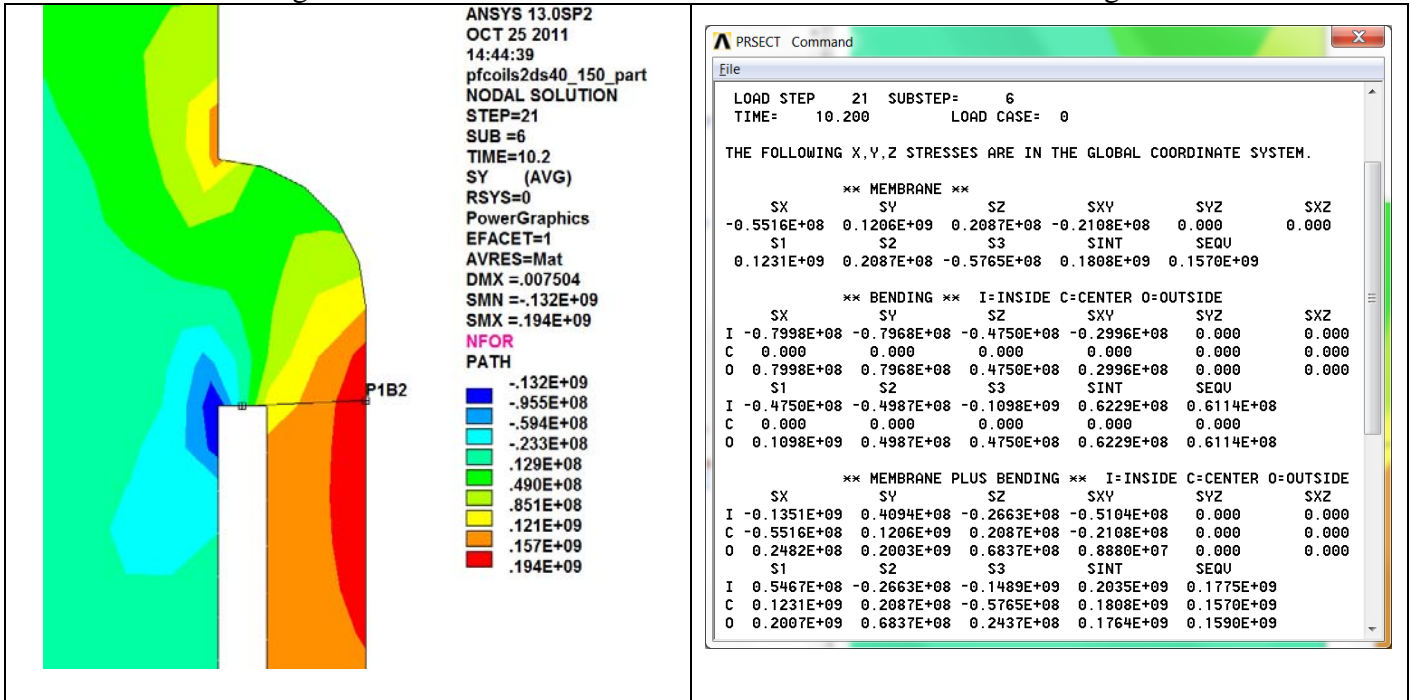 ANSYS 13.0SP2
OCT 25 2011
14:44:39
pfcoils2ds40_150_part
NODAL SOLUTION
STEP=21
SUB =6
TIME=10.2
SY (AVG)
RSYS=0
PowerGraphics
EFACET=1
AVRES=Mat
DMX =.007504
SMN =-.132E+09
SMX =.194E+09
NFOR
PATH
P1B2
-.132E+09
-.955E+08
-.594E+08
-.233E+08
.129E+08
.490E+08
.851E+08
.121E+09
.157E+09
.194E+09
PRSECT Command
File
LOAD STEP 21 SUBSTEP= 6
TIME= 10.200 LOAD CASE= 0
THE FOLLOWING X,Y,Z STRESSES ARE IN THE GLOBAL COORDINATE SYSTEM.
** MEMBRANE **
SX SY SZ SXY SYZ SXZ
-0.5516E+08 0.1206E+09 0.2087E+08 -0.2108E+08 0.000 0.000
S1 S2 S3 SINT SEQV
0.1231E+09 0.2087E+08 -0.5765E+08 0.1808E+09 0.1570E+09
** BENDING ** I=INSIDE C=CENTER O=OUTSIDE
SX SY SZ SXY SYZ SXZ
I -0.7998E+08 -0.7968E+08 -0.4750E+08 -0.2996E+08 0.000 0.000
C 0.000 0.000 0.000 0.000 0.000 0.000
O 0.7998E+08 0.7968E+08 0.4750E+08 0.2996E+08 0.000 0.000
S1 S2 S3 SINT SEQV
I -0.4750E+08 -0.4987E+08 -0.1098E+09 0.6229E+08 0.6114E+08
C 0.000 0.000 0.000 0.000 0.000
O 0.1098E+09 0.4987E+08 0.4750E+08 0.6229E+08 0.6114E+08
** MEMBRANE PLUS BENDING ** I=INSIDE C=CENTER O=OUTSIDE
SX SY SZ SXY SYZ SXZ
I -0.1351E+09 0.4094E+08 -0.2663E+08 -0.5104E+08 0.000 0.000
C -0.5516E+08 0.1206E+09 0.2087E+08 -0.2108E+08 0.000 0.000
O 0.2482E+08 0.2003E+09 0.6837E+08 0.8880E+07 0.000 0.000
S1 S2 S3 SINT SEQV
I 0.5467E+08 -0.2663E+08 -0.1489E+09 0.2035E+09 0.1775E+09
C 0.1231E+09 0.2087E+08 -0.5765E+08 0.1808E+09 0.1570E+09
O 0.2007E+09 0.6837E+08 0.2437E+08 0.1764E+09 0.1590E+09